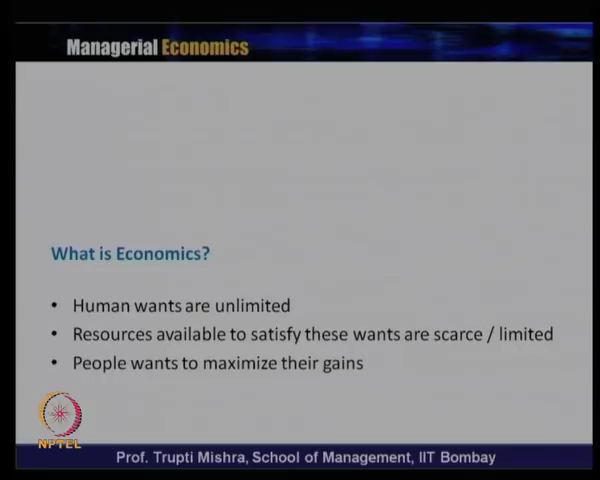 Managerial Economics
What is Economics?
• Human wants are unlimited
• Resources available to satisfy these wants are scarce / limited
• People wants to maximize their gains
NPTEL
Prof. Trupti Mishra, School of Management, IIT Bombay